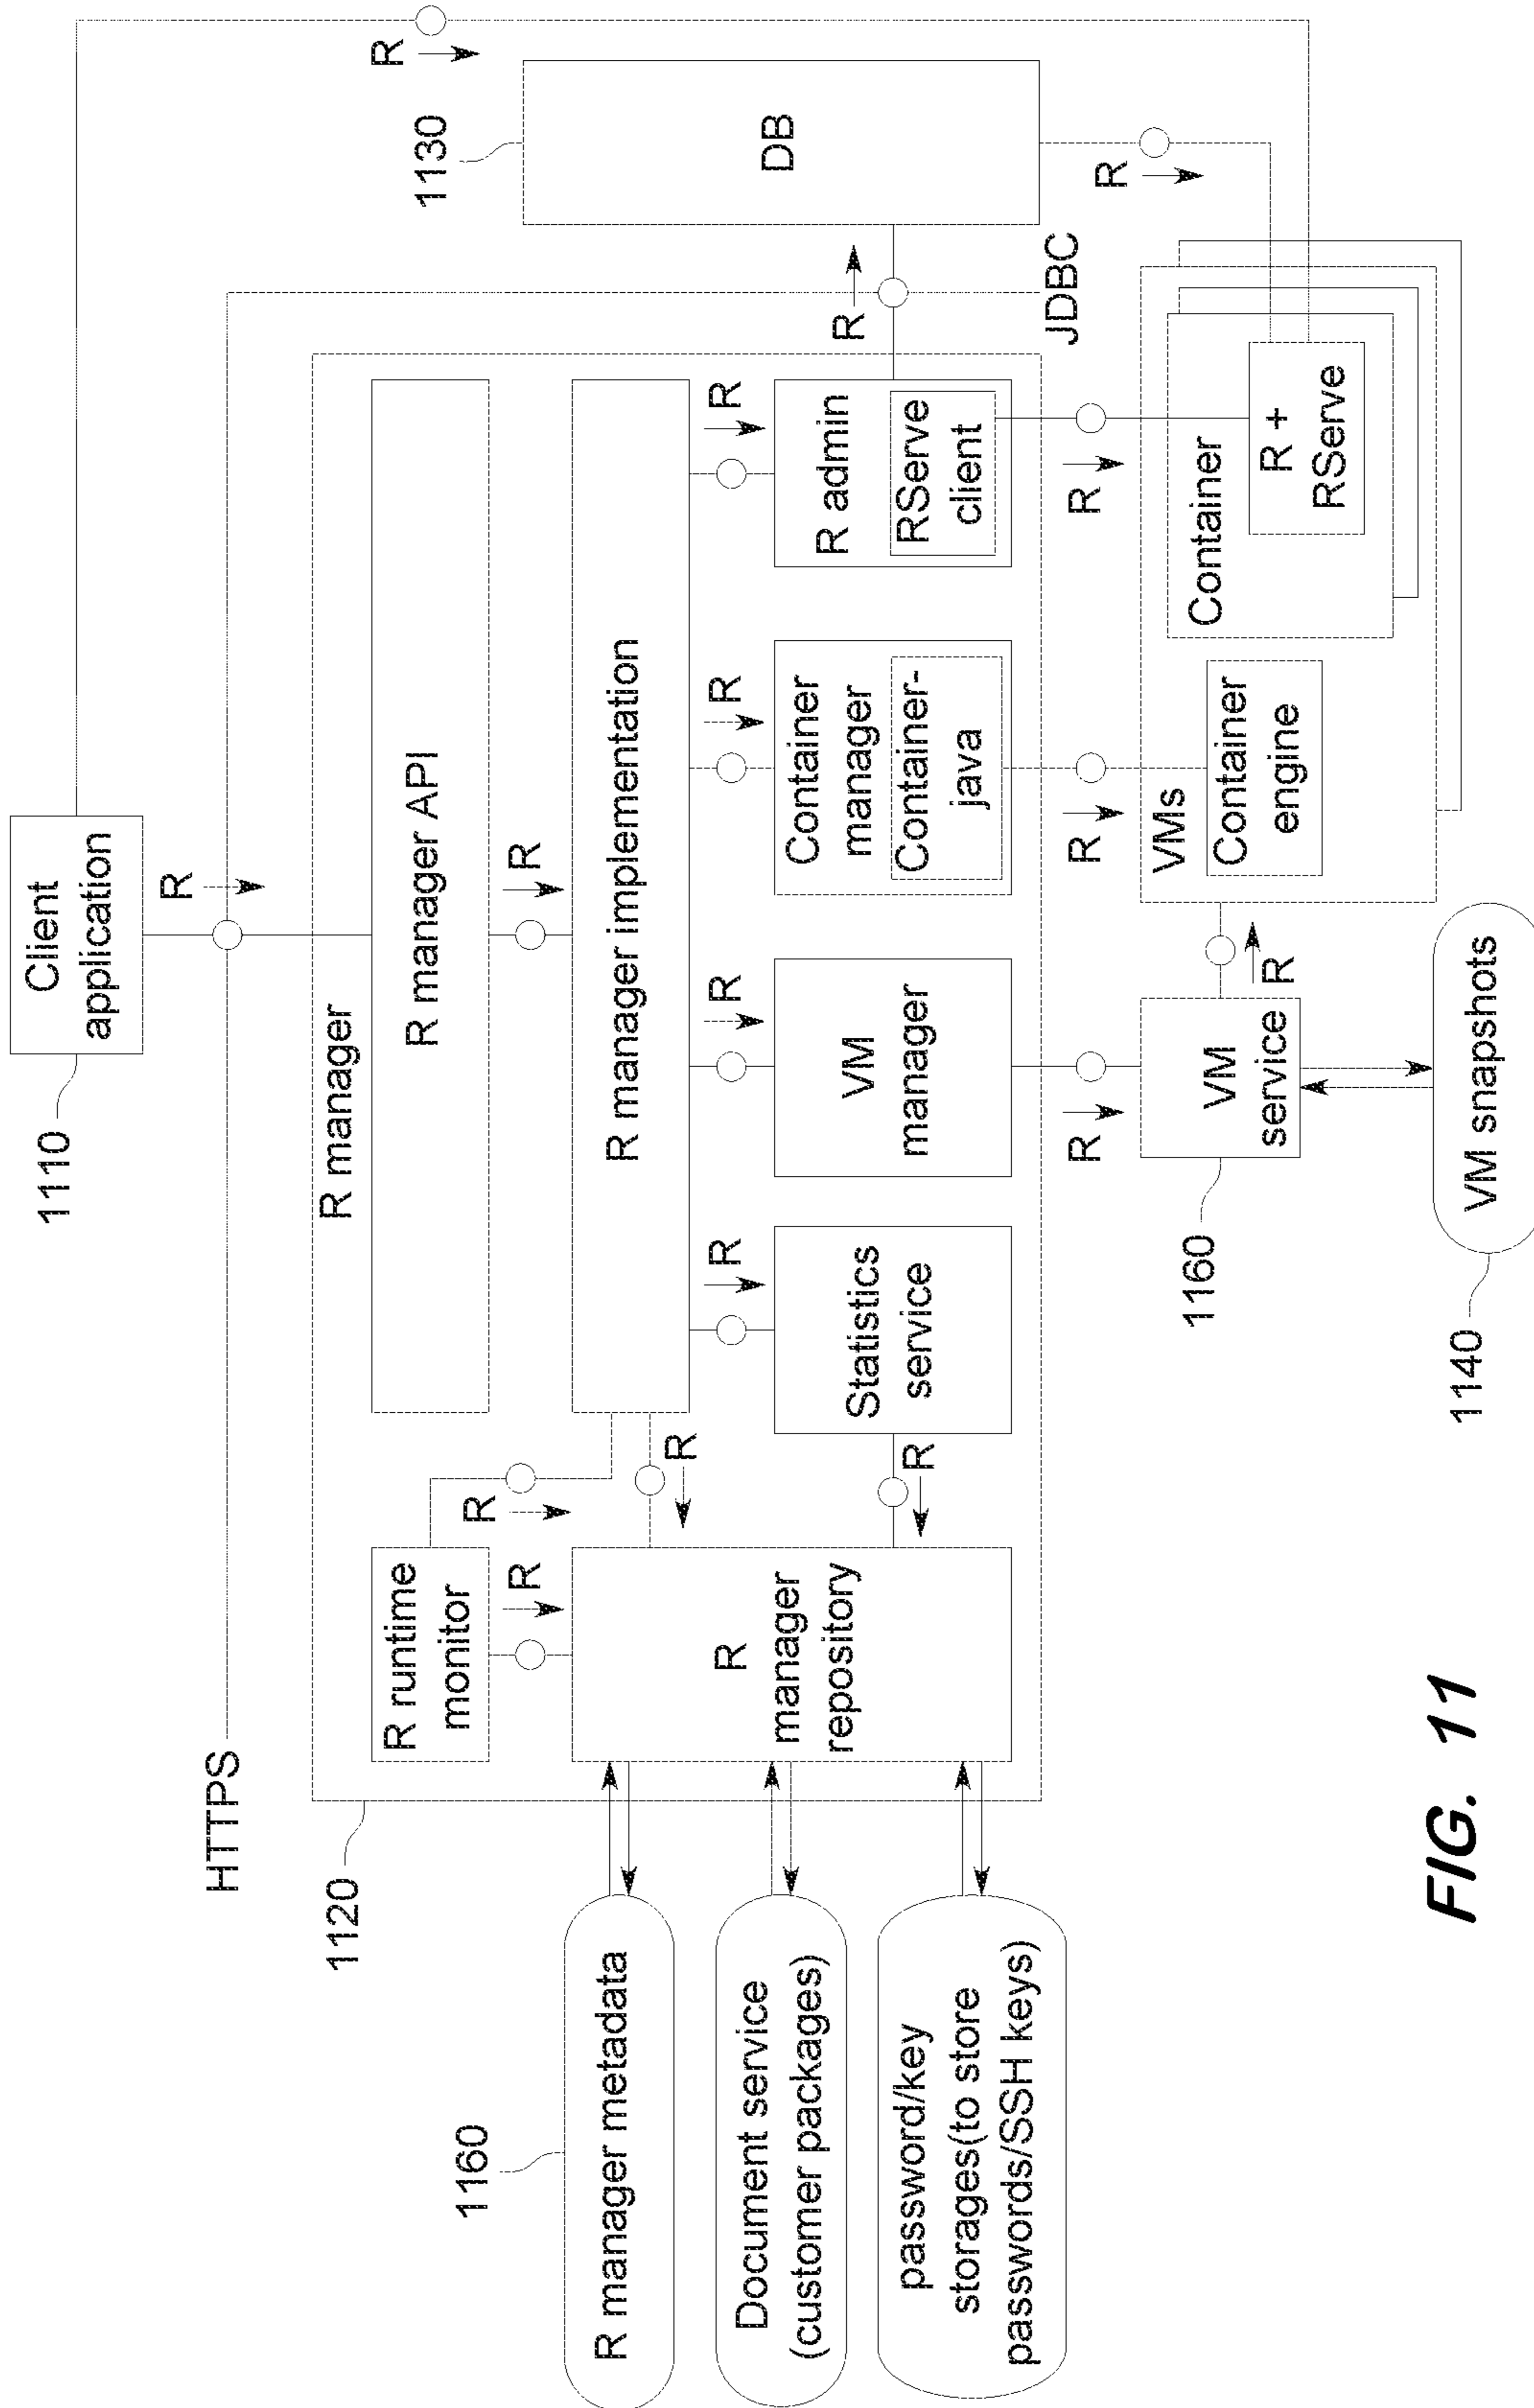 HTTPS
1110
Client
application
R
R
1120
R manager
R manager API
R
R runtime
monitor
R
R
R manager implementation
R
R
R
R
R
R
manager
repository
R
Statistics
service
VM
manager
Container
manager
Container-
java
R admin
RServe
client
R
1130
DB
JDBC
R
1160
R manager metadata
Document service
(customer packages)
password/key
storages(to store
passwords/SSH keys)
R
R
R
1160
VM
service
R
VMs
Container
engine
Container
R +
RServe
1140
VM snapshots
FIG. 11